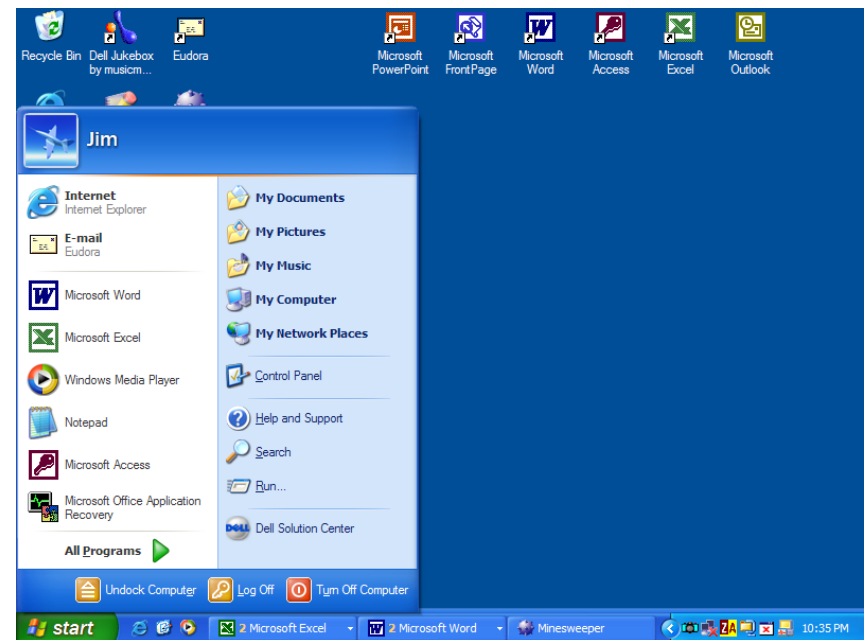 Recycle Bin
Dell Jukebox
by musicm...
Eudora
Microsoft
PowerPoint
Microsoft
FrontPage
Microsoft
Word
Microsoft
Access
Microsoft
Excel
Microsoft
Outlook
Jim
Internet
Internet Explorer
E-mail
Eudora
Microsoft Word
Microsoft Excel
Windows Media Player
Notepad
Microsoft Access
Microsoft Office Application
Recovery
All Programs
My Documents
My Pictures
My Music
My Computer
My Network Places
Control Panel
Help and Support
Search
Run...
DELL
Dell Solution Center
Undock Computer
Log Off
Turn Off Computer
start
2 Microsoft Excel
2 Microsoft Word
Minesweeper
ZA
10:35 PM